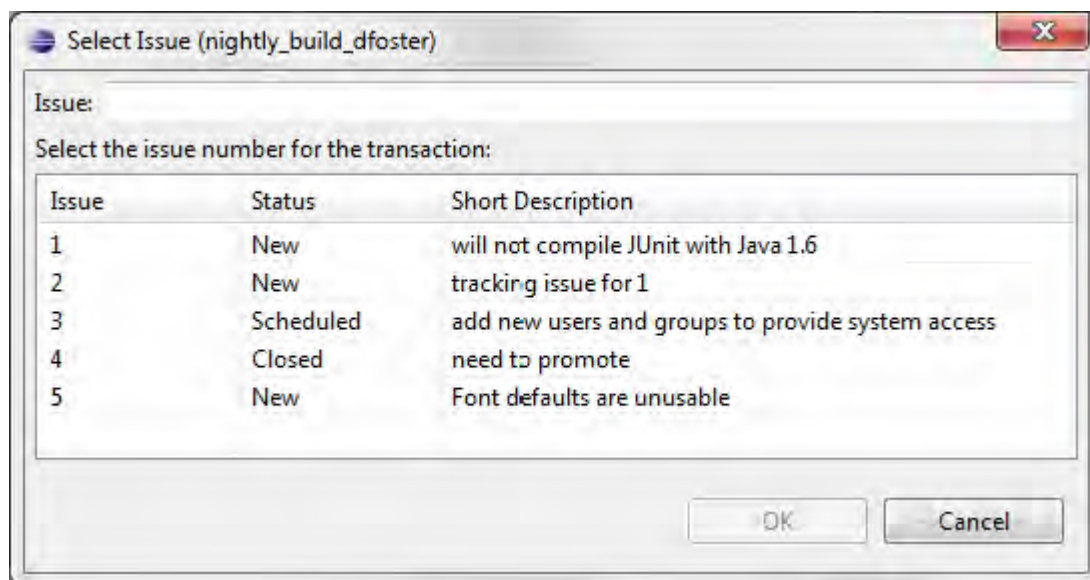 Select Issue (nightly_build_dfoster)
Issue:
Select the issue number for the transaction:
Issue Status Short Description
1 New will not compile JUnit with Java 1.6
2 New tracking issue for 1
3 Scheduled add new users and groups to provide system access
4 Closed need to promote
5 New Font defaults are unusable
OK Cancel